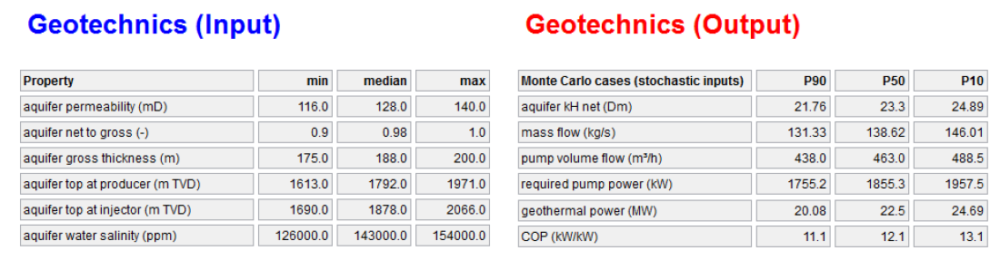 Geotechnics (Input)
Property min median max
aquifer permeability (mD) 116.0 128.0 140.0
aquifer net to gross (-) 0.9 0.98 1.0
aquifer gross thickness (m) 175.0 188.0 200.0
aquifer top at producer (m TVD) 1613.0 1792.0 1971.0
aquifer top at injector (m TVD) 1690.0 1878.0 2066.0
aquifer water salinity (ppm) 126000.0 143000.0 154000.0
Geotechnics (Output)
Monte Carlo cases (stochastic inputs) P90 P50 P10
aquifer kH net (Dm) 21.76 23.3 24.89
mass flow (kg/s) 131.33 138.62 146.01
pump volume flow (m³/h) 438.0 463.0 488.5
required pump power (kW) 1755.2 1855.3 1957.5
geothermal power (MW) 20.08 22.5 24.69
COP (kW/kW) 11.1 12.1 13.1